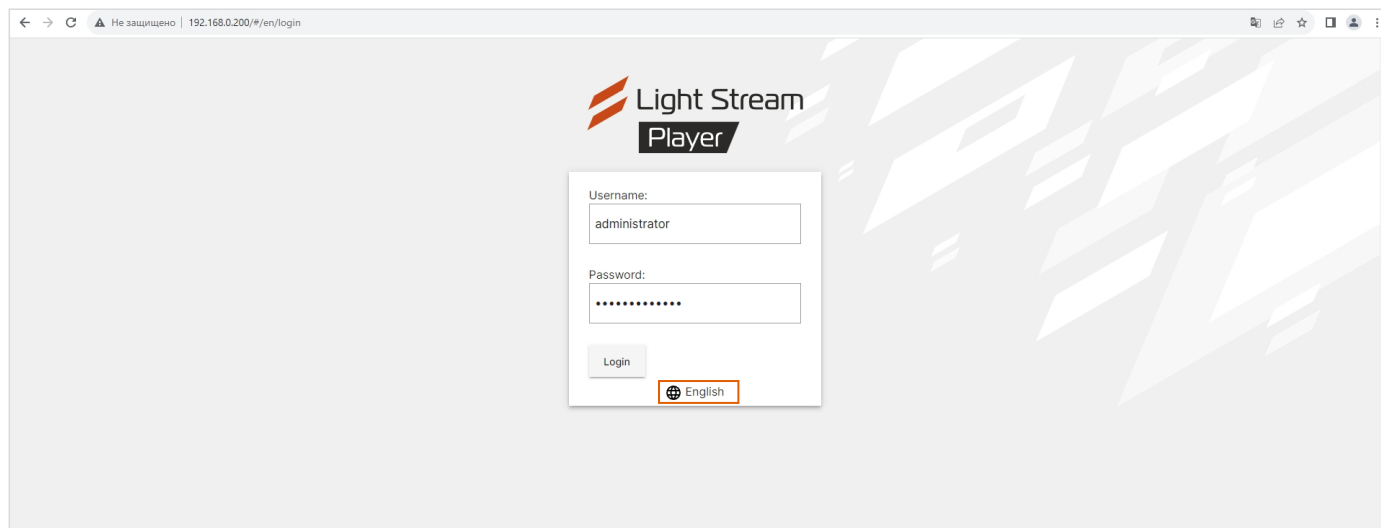 Не защищено | 192.168.0.200/#/en/login
Light Stream
Player
Username:
administrator
Password:
•••••••••••••
Login
English